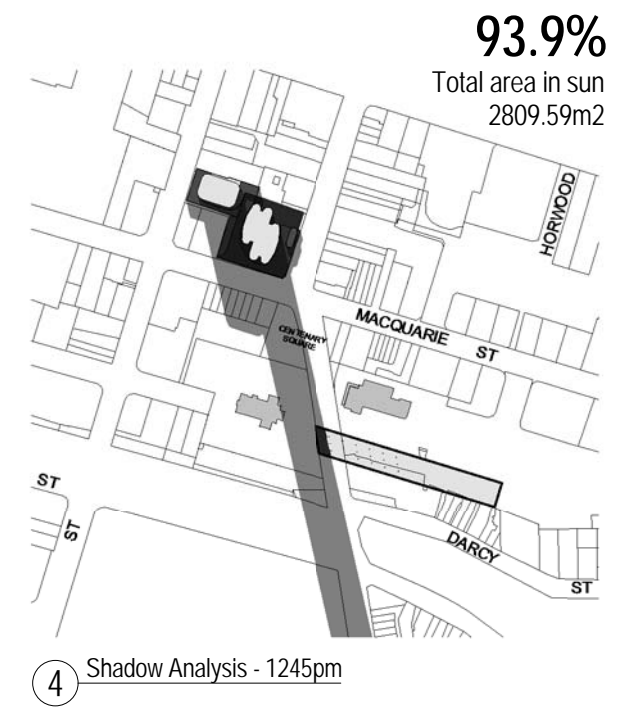 93.9%
Total area in sun
2809.59m2
HORWOOD
MACQUARIE ST
CENTENARY
SQUARE
ST
ST
DARCY
ST
4
Shadow Analysis - 1245pm